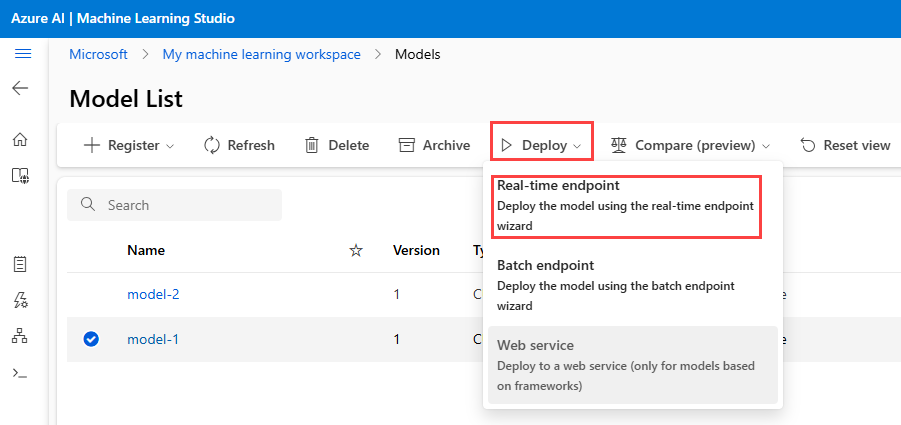 Azure AI | Machine Learning Studio
Microsoft > My machine learning workspace > Models
Model List
Register Refresh Delete Archive Deploy Compare (preview) Reset view
Search
Real-time endpoint
Deploy the model using the real-time endpoint
wizard
Batch endpoint
Deploy the model using the batch endpoint
wizard
Web service
Deploy to a web service (only for models based
on frameworks)
Name Version
model-2 1
model-1 1